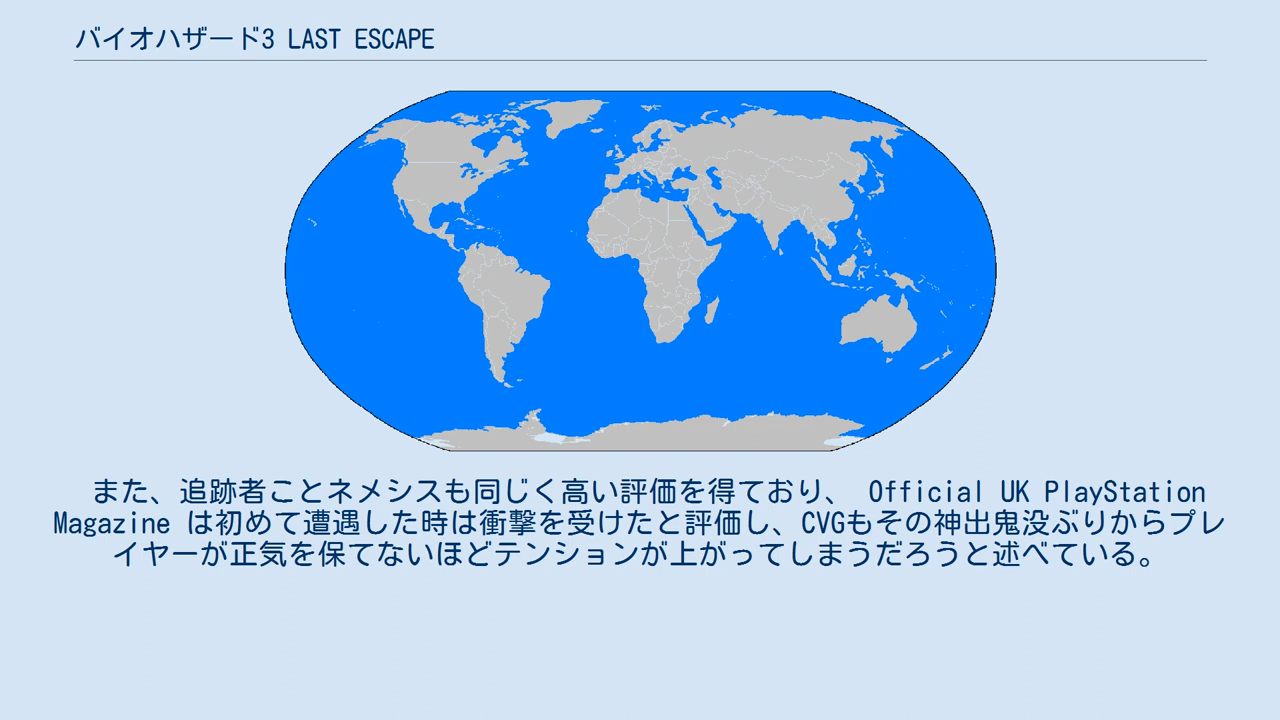 バイオハザード3 LAST ESCAPE
また、追跡者ことネメシスも同じく高い評価を得ており、 Official UK PlayStation
Magazine は初めて遭遇した時は衝撃を受けたと評価し、CVGもその神出鬼没ぶりからプレ
イヤーが正気を保てないほどテンションが上がってしまうだろうと述べている。